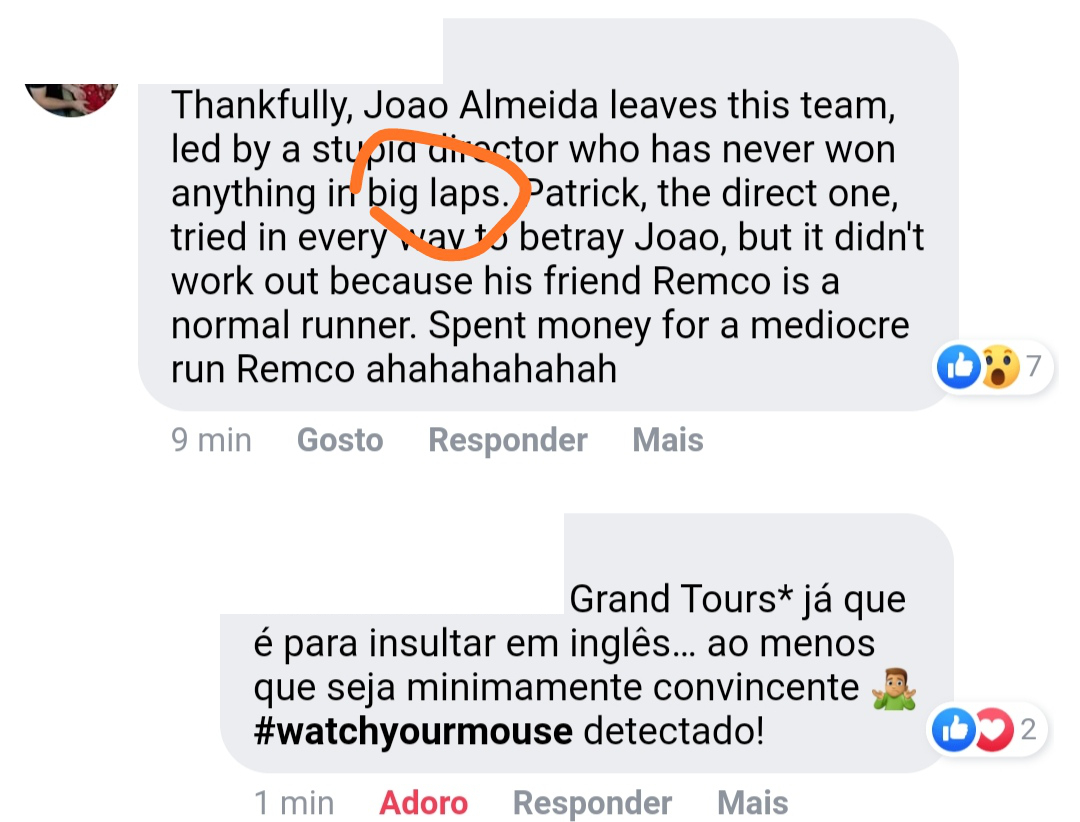 Thankfully, Joao Almeida leaves this team,
led by a stupid director who has never won
anything in big laps. Patrick, the direct one,
tried in every way to betray Joao, but it didn't
work out because his friend Remco is a
normal runner. Spent money for a mediocre
run Remco ahahahahahah
7
9 min Gosto Responder Mais
Grand Tours* já que
é para insultar em inglês... ao menos
que seja minimamente convincente 🤷🏽‍♂️
#watchyourmouse detectado!
2
1 min Adoro Responder Mais